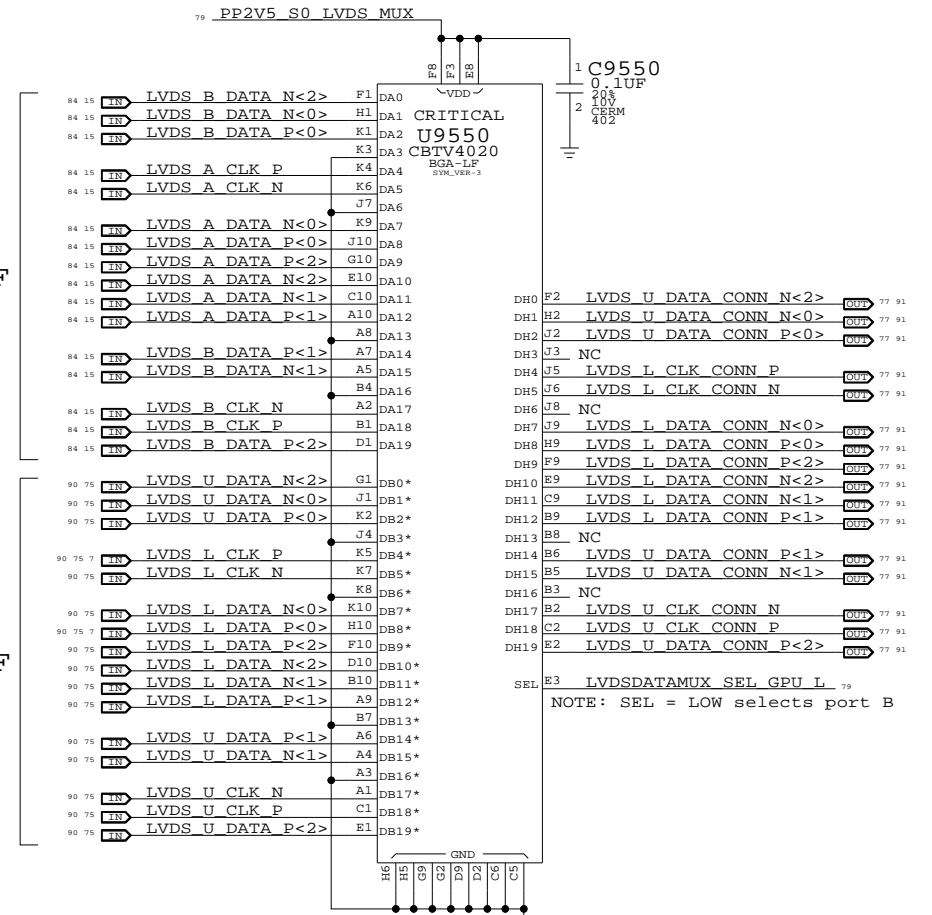 79 PP2V5_S0_LVDS_MUX
F8 F3 E8
VDD
1 C9550
0.1UF
20%
10V
2 CERM
402
CRITICAL
U9550
CBTV4020
BGA-LF
SYM_VER-3
84 15 IN LVDS_B_DATA_N<2> F1 DA0
84 15 IN LVDS_B_DATA_N<0> H1 DA1
84 15 IN LVDS_B_DATA_P<0> K1 DA2
K3 DA3
84 15 IN LVDS_A_CLK_P K4 DA4
84 15 IN LVDS_A_CLK_N K6 DA5
J7 DA6
84 15 IN LVDS_A_DATA_N<0> K9 DA7
84 15 IN LVDS_A_DATA_P<0> J10 DA8
84 15 IN LVDS_A_DATA_P<2> G10 DA9
84 15 IN LVDS_A_DATA_N<2> E10 DA10
84 15 IN LVDS_A_DATA_N<1> C10 DA11
84 15 IN LVDS_A_DATA_P<1> A10 DA12
A8 DA13
84 15 IN LVDS_B_DATA_P<1> A7 DA14
84 15 IN LVDS_B_DATA_N<1> A5 DA15
B4 DA16
84 15 IN LVDS_B_CLK_N A2 DA17
84 15 IN LVDS_B_CLK_P B1 DA18
84 15 IN LVDS_B_DATA_P<2> D1 DA19
90 75 IN LVDS_U_DATA_N<2> G1 DB0*
90 75 IN LVDS_U_DATA_N<0> J1 DB1*
90 75 IN LVDS_U_DATA_P<0> K2 DB2*
J4 DB3*
90 75 7 IN LVDS_L_CLK_P K5 DB4*
90 75 IN LVDS_L_CLK_N K7 DB5*
K8 DB6*
90 75 IN LVDS_L_DATA_N<0> K10 DB7*
90 75 7 IN LVDS_L_DATA_P<0> H10 DB8*
90 75 IN LVDS_L_DATA_P<2> F10 DB9*
90 75 IN LVDS_L_DATA_N<2> D10 DB10*
90 75 IN LVDS_L_DATA_N<1> B10 DB11*
90 75 IN LVDS_L_DATA_P<1> A9 DB12*
B7 DB13*
90 75 IN LVDS_U_DATA_P<1> A6 DB14*
90 75 IN LVDS_U_DATA_N<1> A4 DB15*
A3 DB16*
90 75 IN LVDS_U_CLK_N A1 DB17*
90 75 IN LVDS_U_CLK_P C1 DB18*
90 75 IN LVDS_U_DATA_P<2> E1 DB19*
DH0 F2 LVDS_U_DATA_CONN_N<2> OUT 77 91
DH1 H2 LVDS_U_DATA_CONN_N<0> OUT 77 91
DH2 J2 LVDS_U_DATA_CONN_P<0> OUT 77 91
DH3 J3 NC
DH4 J5 LVDS_L_CLK_CONN_P OUT 77 91
DH5 J6 LVDS_L_CLK_CONN_N OUT 77 91
DH6 J8 NC
DH7 J9 LVDS_L_DATA_CONN_N<0> OUT 77 91
DH8 H9 LVDS_L_DATA_CONN_P<0> OUT 77 91
DH9 F9 LVDS_L_DATA_CONN_P<2> OUT 77 91
DH10 E9 LVDS_L_DATA_CONN_N<2> OUT 77 91
DH11 C9 LVDS_L_DATA_CONN_N<1> OUT 77 91
DH12 B9 LVDS_L_DATA_CONN_P<1> OUT 77 91
DH13 B8 NC
DH14 B6 LVDS_U_DATA_CONN_P<1> OUT 77 91
DH15 B5 LVDS_U_DATA_CONN_N<1> OUT 77 91
DH16 B3 NC
DH17 B2 LVDS_U_CLK_CONN_N OUT 77 91
DH18 C2 LVDS_U_CLK_CONN_P OUT 77 91
DH19 E2 LVDS_U_DATA_CONN_P<2> OUT 77 91
SEL E3 LVDSDATAMUX_SEL_GPU_L 79
NOTE: SEL = LOW selects port B
GND
H6 H5 G9 G2 D9 D2 C6 C5